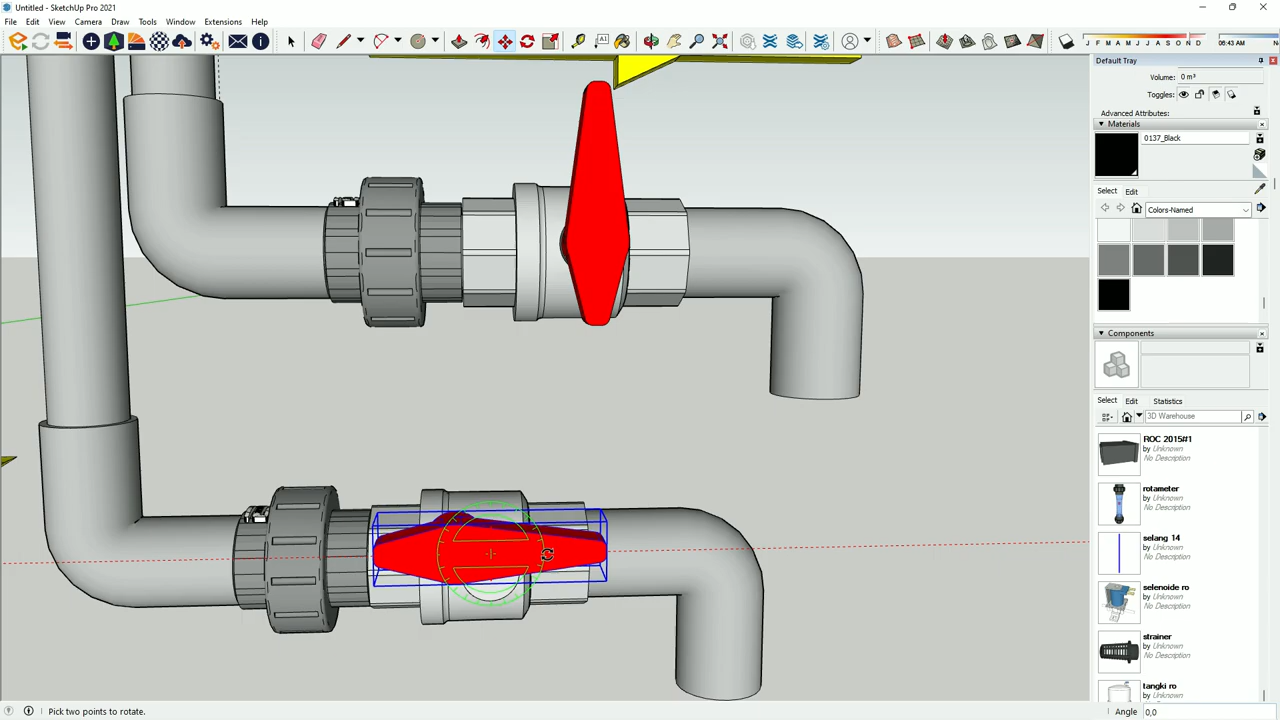 Untitled - SketchUp Pro 2021
File Edit View Camera Draw Tools Window Extensions Help
J F M A M J J A S O N D
06:43 AM
Default Tray
Volume: 0 m³
Toggles:
Advanced Attributes:
Materials
0137_Black
Select Edit
Colors-Named
Components
Select Edit Statistics
3D Warehouse
ROC 2015#1
by Unknown
No Description
rotameter
by Unknown
No Description
selang 14
by Unknown
No Description
selenoide ro
by Unknown
No Description
strainer
by Unknown
No Description
tangki ro
by Unknown
Pick two points to rotate.
Angle 0,0